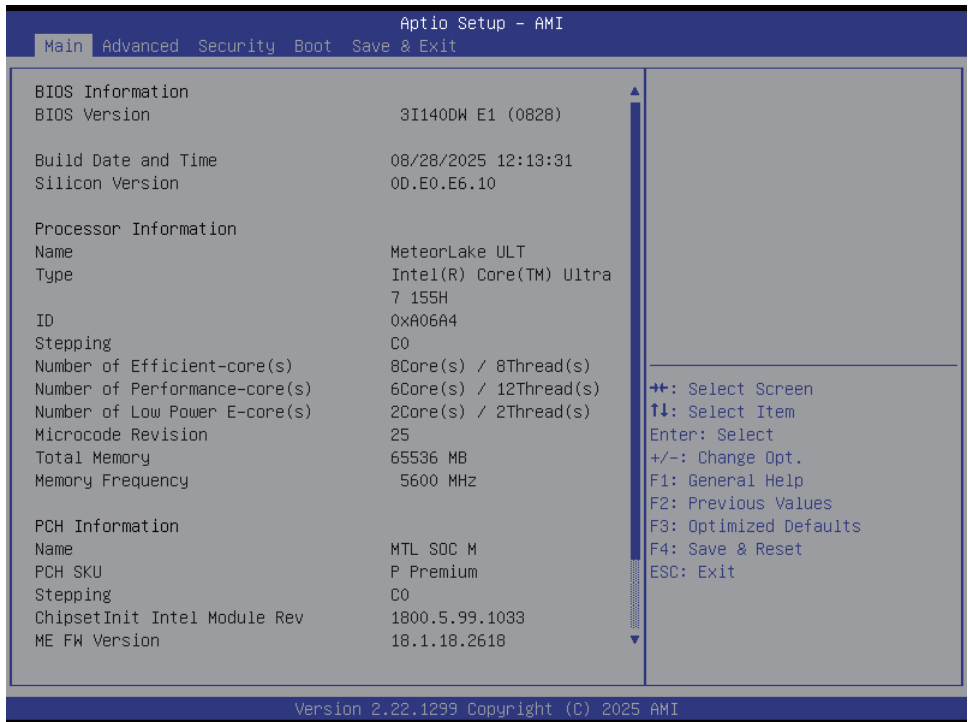 Aptio Setup - AMI
Main Advanced Security Boot Save & Exit
BIOS Information
BIOS Version 3I140DW E1 (0828)
Build Date and Time 08/28/2025 12:13:31
Silicon Version 0D.E0.E6.10
Processor Information
Name MeteorLake ULT
Type Intel(R) Core(TM) Ultra
7 155H
ID 0xA06A4
Stepping C0
Number of Efficient-core(s) 8Core(s) / 8Thread(s)
Number of Performance-core(s) 6Core(s) / 12Thread(s)
Number of Low Power E-core(s) 2Core(s) / 2Thread(s)
Microcode Revision 25
Total Memory 65536 MB
Memory Frequency 5600 MHz
PCH Information
Name MTL SOC M
PCH SKU P Premium
Stepping C0
ChipsetInit Intel Module Rev 1800.5.99.1033
ME FW Version 18.1.18.2618
→←: Select Screen
↑↓: Select Item
Enter: Select
+/-: Change Opt.
F1: General Help
F2: Previous Values
F3: Optimized Defaults
F4: Save & Reset
ESC: Exit
Version 2.22.1299 Copyright (C) 2025 AMI